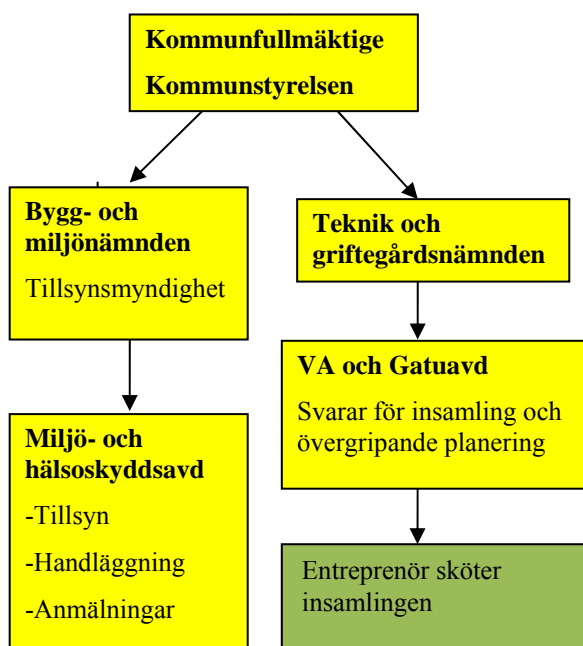 Kommunfullmäktige
Kommunstyrelsen
Bygg- och
miljönämnden
Tillsynsmyndighet
Teknik och
griftegårdsnämnden
VA och Gatuavd
Svarar för insamling och
övergripande planering
Miljö- och
hälsoskyddsavd
-Tillsyn
-Handläggning
-Anmälningar
Entreprenör sköter
insamlingen